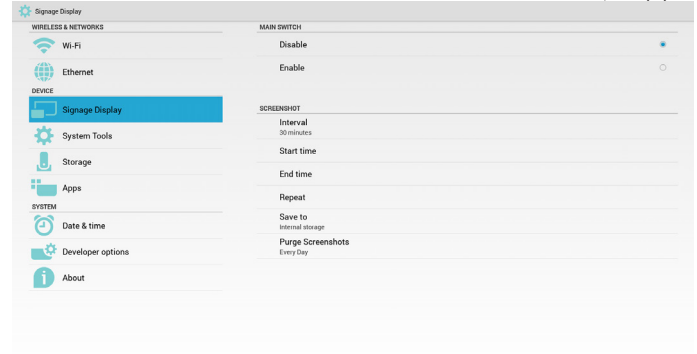 Signage Display
WIRELESS & NETWORKS
Wi-Fi
Ethernet
DEVICE
Signage Display
System Tools
Storage
Apps
SYSTEM
Date & time
Developer options
About
MAIN SWITCH
Disable
Enable
SCREENSHOT
Interval
30 minutes
Start time
End time
Repeat
Save to
Internal storage
Purge Screenshots
Every Day